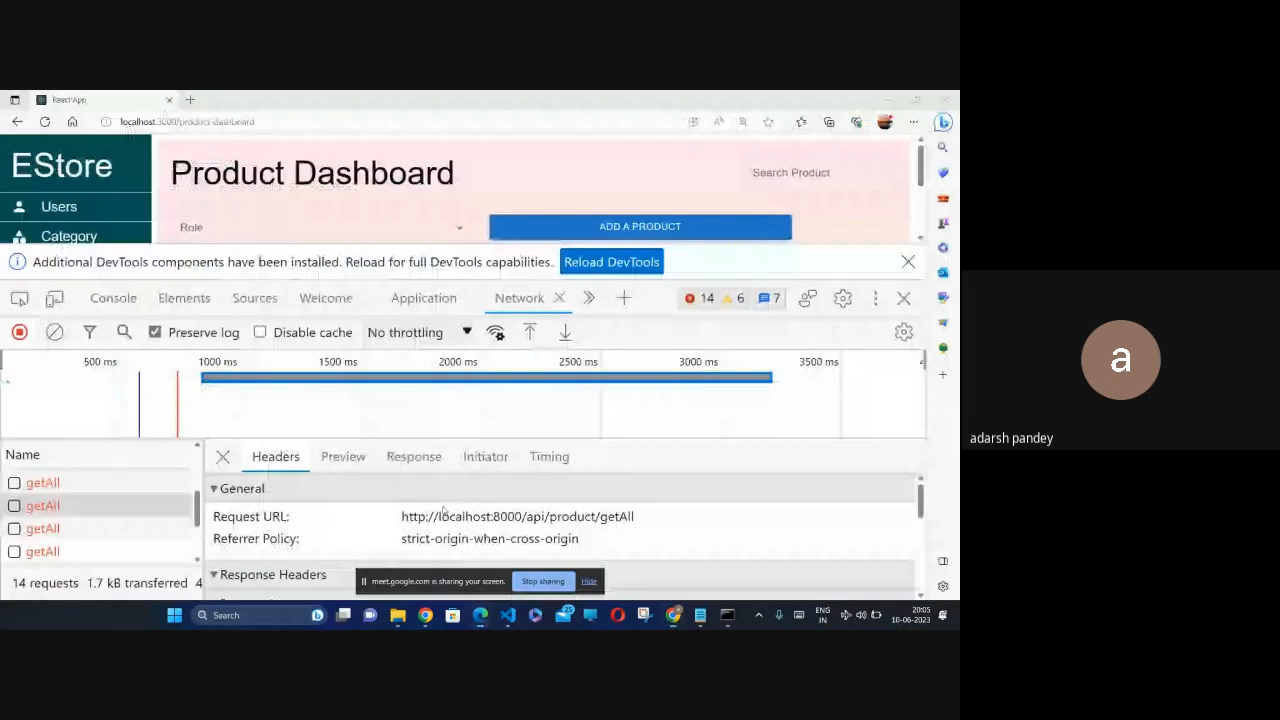 React App
localhost:3000/product-dashboard
EStore
Users
Category
Product Dashboard
Search Product
Role
ADD A PRODUCT
Additional DevTools components have been installed. Reload for full DevTools capabilities.
Reload DevTools
Console
Elements
Sources
Welcome
Application
Network
14
6
7
Preserve log
Disable cache
No throttling
500 ms
1000 ms
1500 ms
2000 ms
2500 ms
3000 ms
3500 ms
Name
getAll
getAll
getAll
getAll
14 requests 1.7 kB transferred 4
Headers
Preview
Response
Initiator
Timing
General
Request URL: http://localhost:8000/api/product/getAll
Referrer Policy: strict-origin-when-cross-origin
Response Headers
meet.google.com is sharing your screen.
Stop sharing
Hide
Search
ENG
IN
20:05
10-06-2023
a
adarsh pandey